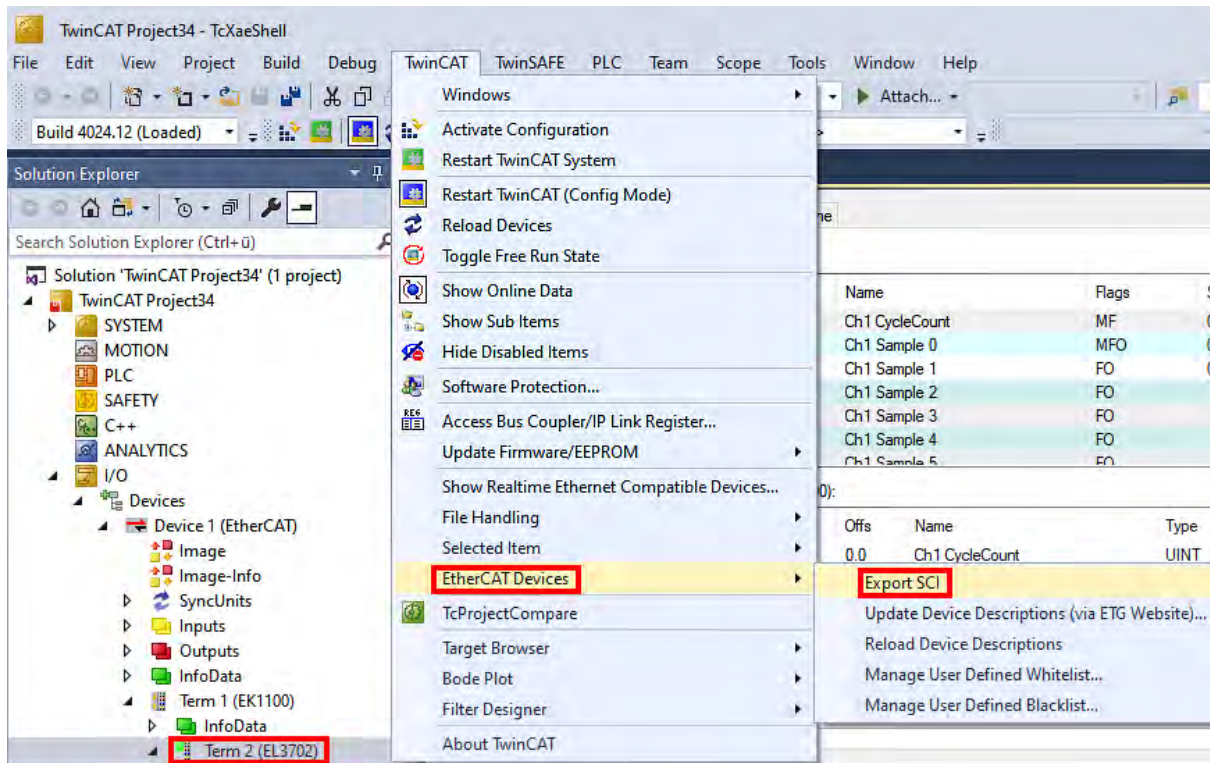 TwinCAT Project34 - TcXaeShell
File Edit View Project Build Debug TwinCAT TwinSAFE PLC Team Scope Tools Window Help
Attach...
Build 4024.12 (Loaded)
Solution Explorer
Search Solution Explorer (Ctrl+ü)
Solution 'TwinCAT Project34' (1 project)
TwinCAT Project34
SYSTEM
MOTION
PLC
SAFETY
C++
ANALYTICS
I/O
Devices
Device 1 (EtherCAT)
Image
Image-Info
SyncUnits
Inputs
Outputs
InfoData
Term 1 (EK1100)
InfoData
Term 2 (EL3702)
Windows
Activate Configuration
Restart TwinCAT System
Restart TwinCAT (Config Mode)
Reload Devices
Toggle Free Run State
Show Online Data
Show Sub Items
Hide Disabled Items
Software Protection...
REG
Access Bus Coupler/IP Link Register...
Update Firmware/EEPROM
Show Realtime Ethernet Compatible Devices...
File Handling
Selected Item
EtherCAT Devices
TcProjectCompare
Target Browser
Bode Plot
Filter Designer
About TwinCAT
Export SCI
Update Device Descriptions (via ETG Website)...
Reload Device Descriptions
Manage User Defined Whitelist...
Manage User Defined Blacklist...
ne
Name Flags
Ch1 CycleCount MF
Ch1 Sample 0 MFO
Ch1 Sample 1 FO
Ch1 Sample 2 FO
Ch1 Sample 3 FO
Ch1 Sample 4 FO
Ch1 Sample 5 FO
0):
Offs Name Type
0.0 Ch1 CycleCount UINT